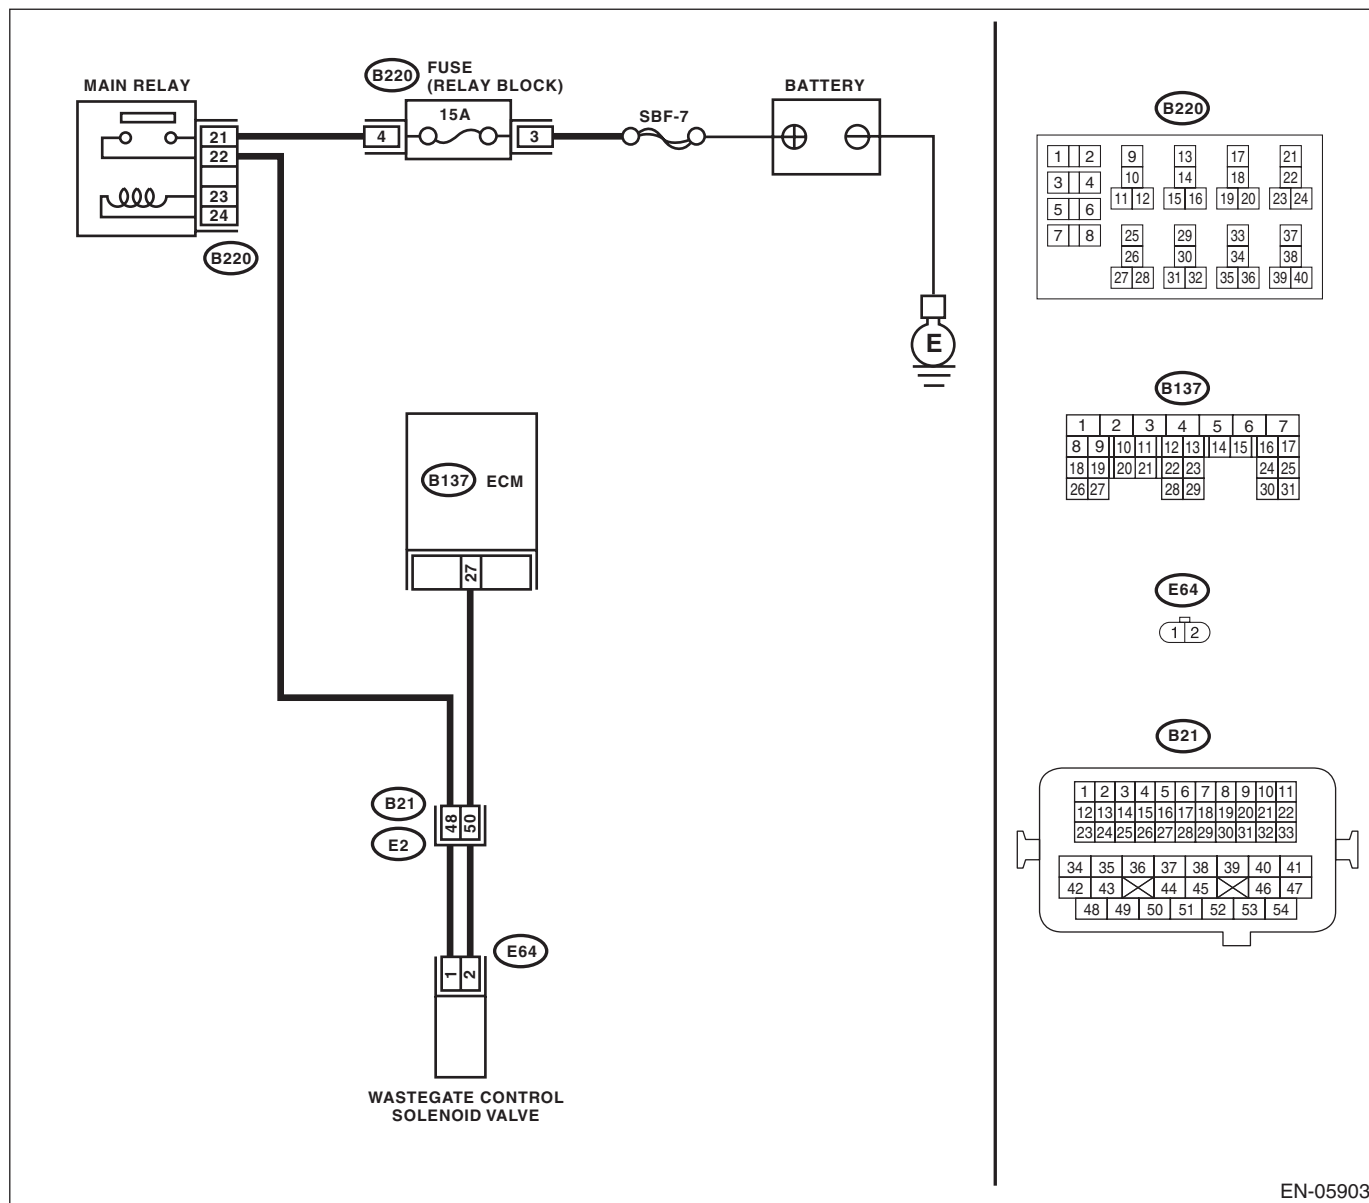 B220
FUSE
(RELAY BLOCK)
MAIN RELAY
BATTERY
15A
SBF-7
21
4
3
22
23
24
B220
E
B137 ECM
27
B21
48 50
E2
E64
1 2
WASTEGATE CONTROL
SOLENOID VALVE
B220
1 2 9 13 17 21
10 14 18 22
3 4
11 12 15 16 19 20 23 24
5 6
7 8 25 29 33 37
26 30 34 38
27 28 31 32 35 36 39 40
B137
1 2 3 4 5 6 7
8 9 10 11 12 13 14 15 16 17
18 19 20 21 22 23 24 25
26 27 28 29 30 31
E64
1 2
B21
1 2 3 4 5 6 7 8 9 10 11
12 13 14 15 16 17 18 19 20 21 22
23 24 25 26 27 28 29 30 31 32 33
34 35 36 37 38 39 40 41
42 43 44 45 46 47
48 49 50 51 52 53 54
EN-05903